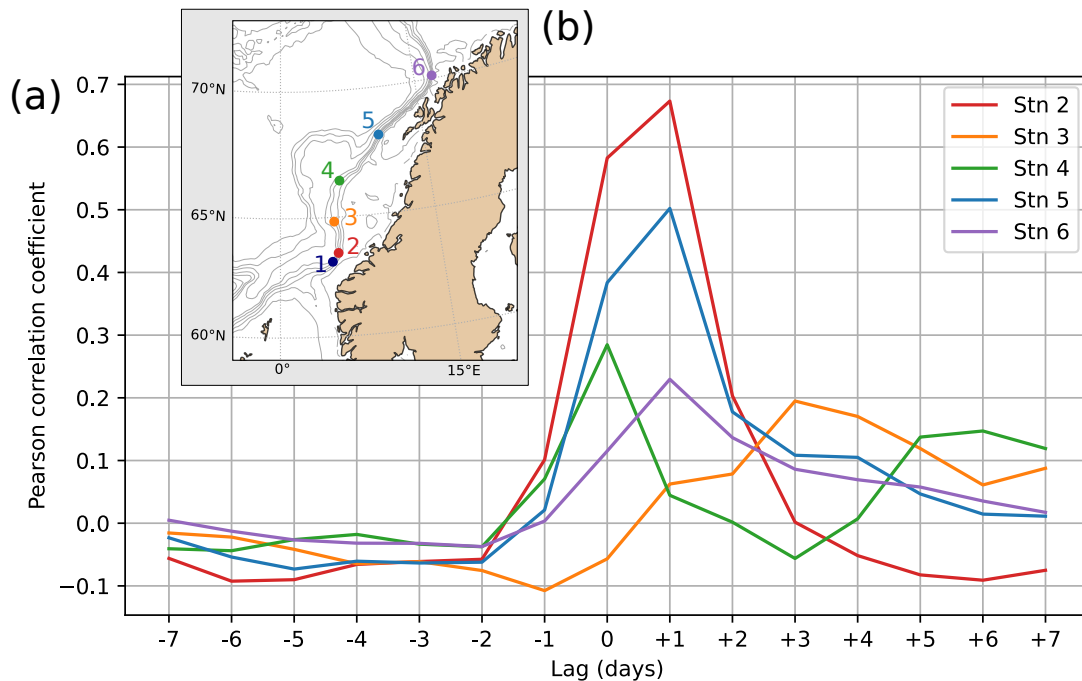 (b)
(a)
70°N
65°N
60°N
0°
15°E
6
5
4
3
2
1
0.7
0.6
0.5
0.4
0.3
0.2
0.1
0.0
−0.1
Pearson correlation coefficient
Stn 2
Stn 3
Stn 4
Stn 5
Stn 6
-7 -6 -5 -4 -3 -2 -1 0 +1 +2 +3 +4 +5 +6 +7
Lag (days)